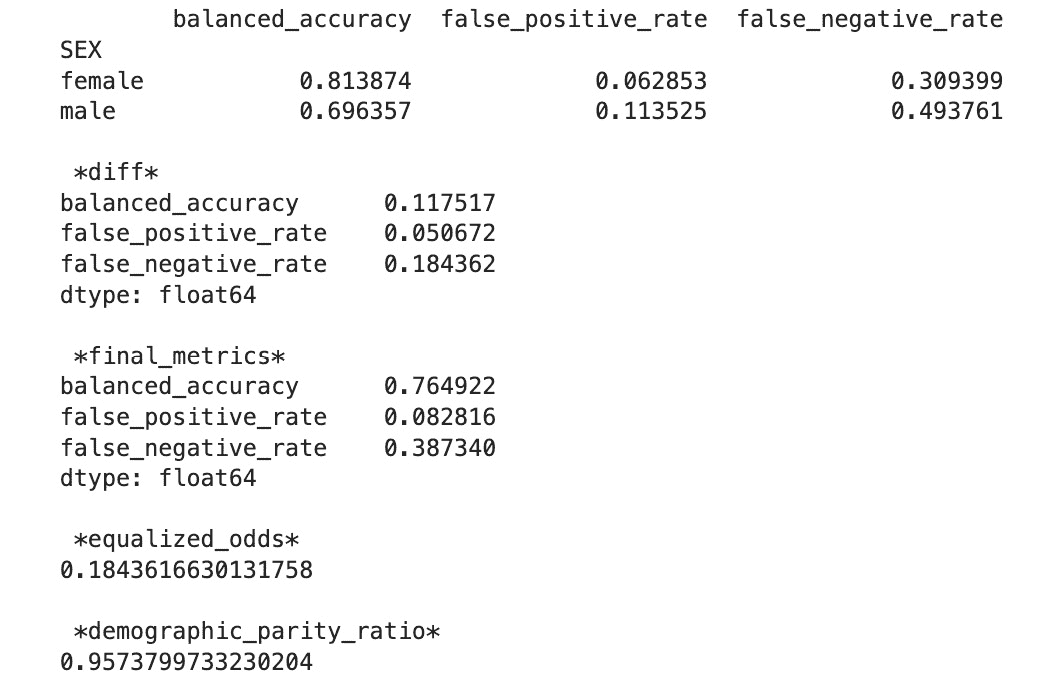 balanced_accuracy false_positive_rate false_negative_rate
SEX
female 0.813874 0.062853 0.309399
male 0.696357 0.113525 0.493761
*diff*
balanced_accuracy 0.117517
false_positive_rate 0.050672
false_negative_rate 0.184362
dtype: float64
*final_metrics*
balanced_accuracy 0.764922
false_positive_rate 0.082816
false_negative_rate 0.387340
dtype: float64
*equalized_odds*
0.1843616630131758
*demographic_parity_ratio*
0.9573799733230204